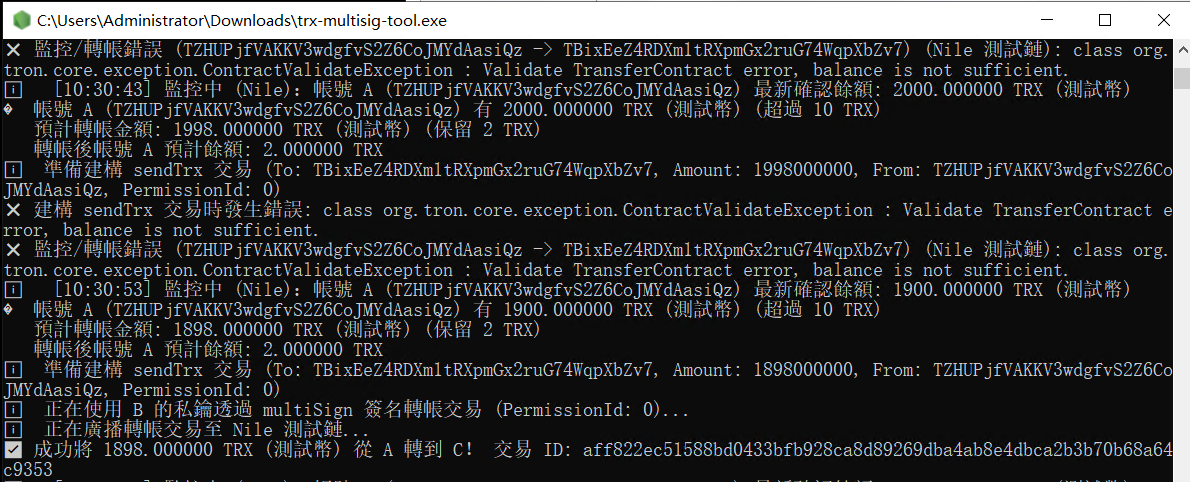 C:\Users\Administrator\Downloads\trx-multisig-tool.exe
❌ 監控/轉帳錯誤 (TZHUPjfVAKKV3wdgfvS2Z6CoJMYdAasiQz -> TBixEeZ4RDXmltRXpmGx2ruG74WqpXbZv7) (Nile 測試鏈): class org.
tron.core.exception.ContractValidateException : Validate TransferContract error, balance is not sufficient.
ℹ [10:30:43] 監控中 (Nile): 帳號 A (TZHUPjfVAKKV3wdgfvS2Z6CoJMYdAasiQz) 最新確認餘額: 2000.000000 TRX (測試幣)
� 帳號 A (TZHUPjfVAKKV3wdgfvS2Z6CoJMYdAasiQz) 有 2000.000000 TRX (測試幣) (超過 10 TRX)
預計轉帳金額: 1998.000000 TRX (測試幣) (保留 2 TRX)
轉帳後帳號 A 預計餘額: 2.000000 TRX
ℹ 準備建構 sendTrx 交易 (To: TBixEeZ4RDXmltRXpmGx2ruG74WqpXbZv7, Amount: 1998000000, From: TZHUPjfVAKKV3wdgfvS2Z6Co
JMYdAasiQz, PermissionId: 0)
❌ 建構 sendTrx 交易時發生錯誤: class org.tron.core.exception.ContractValidateException : Validate TransferContract e
rror, balance is not sufficient.
❌ 監控/轉帳錯誤 (TZHUPjfVAKKV3wdgfvS2Z6CoJMYdAasiQz -> TBixEeZ4RDXmltRXpmGx2ruG74WqpXbZv7) (Nile 測試鏈): class org.
tron.core.exception.ContractValidateException : Validate TransferContract error, balance is not sufficient.
ℹ [10:30:53] 監控中 (Nile): 帳號 A (TZHUPjfVAKKV3wdgfvS2Z6CoJMYdAasiQz) 最新確認餘額: 1900.000000 TRX (測試幣)
� 帳號 A (TZHUPjfVAKKV3wdgfvS2Z6CoJMYdAasiQz) 有 1900.000000 TRX (測試幣) (超過 10 TRX)
預計轉帳金額: 1898.000000 TRX (測試幣) (保留 2 TRX)
轉帳後帳號 A 預計餘額: 2.000000 TRX
ℹ 準備建構 sendTrx 交易 (To: TBixEeZ4RDXmltRXpmGx2ruG74WqpXbZv7, Amount: 1898000000, From: TZHUPjfVAKKV3wdgfvS2Z6Co
JMYdAasiQz, PermissionId: 0)
ℹ 正在使用 B 的私鑰透過 multiSign 簽名轉帳交易 (PermissionId: 0)...
ℹ 正在廣播轉帳交易至 Nile 測試鏈...
✅ 成功將 1898.000000 TRX (測試幣) 從 A 轉到 C! 交易 ID: aff822ec51588bd0433bfb928ca8d89269dba4ab8e4dbca2b3b70b68a64
c9353